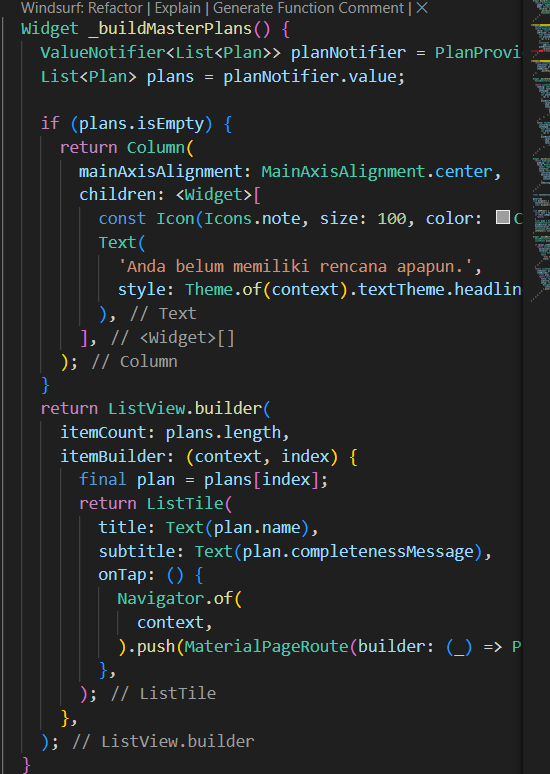 Windsurf: Refactor | Explain | Generate Function Comment | ×
Widget _buildMasterPlans() {
ValueNotifier<List<Plan>> planNotifier = PlanProvi
List<Plan> plans = planNotifier.value;
if (plans.isEmpty) {
return Column(
mainAxisAlignment: MainAxisAlignment.center,
children: <Widget>[
const Icon(Icons.note, size: 100, color: C
Text(
'Anda belum memiliki rencana apapun.',
style: Theme.of(context).textTheme.headlin
), // Text
], // <Widget>[]
); // Column
}
return ListView.builder(
itemCount: plans.length,
itemBuilder: (context, index) {
final plan = plans[index];
return ListTile(
title: Text(plan.name),
subtitle: Text(plan.completenessMessage),
onTap: () {
Navigator.of(
context,
).push(MaterialPageRoute(builder: (_) => P
},
); // ListTile
},
); // ListView.builder
}